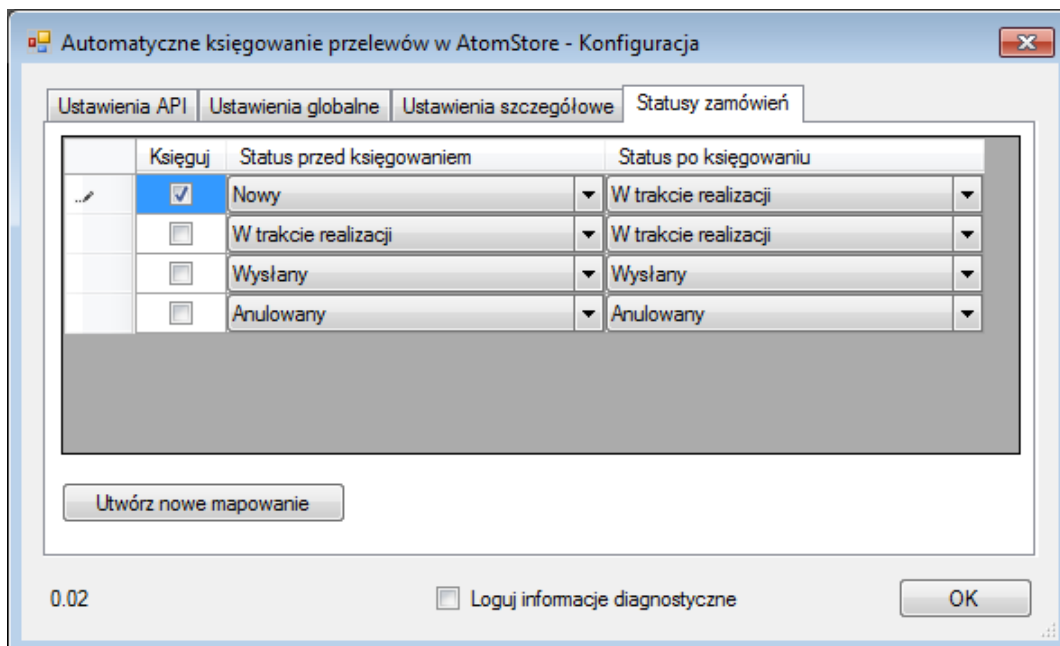 Automatyczne księgowanie przelewów w AtomStore - Konfiguracja
Ustawienia API Ustawienia globalne Ustawienia szczegółowe Statusy zamówień
Księguj Status przed księgowaniem Status po księgowaniu
Nowy W trakcie realizacji
W trakcie realizacji W trakcie realizacji
Wysłany Wysłany
Anulowany Anulowany
Utwórz nowe mapowanie
0.02 Loguj informacje diagnostyczne OK